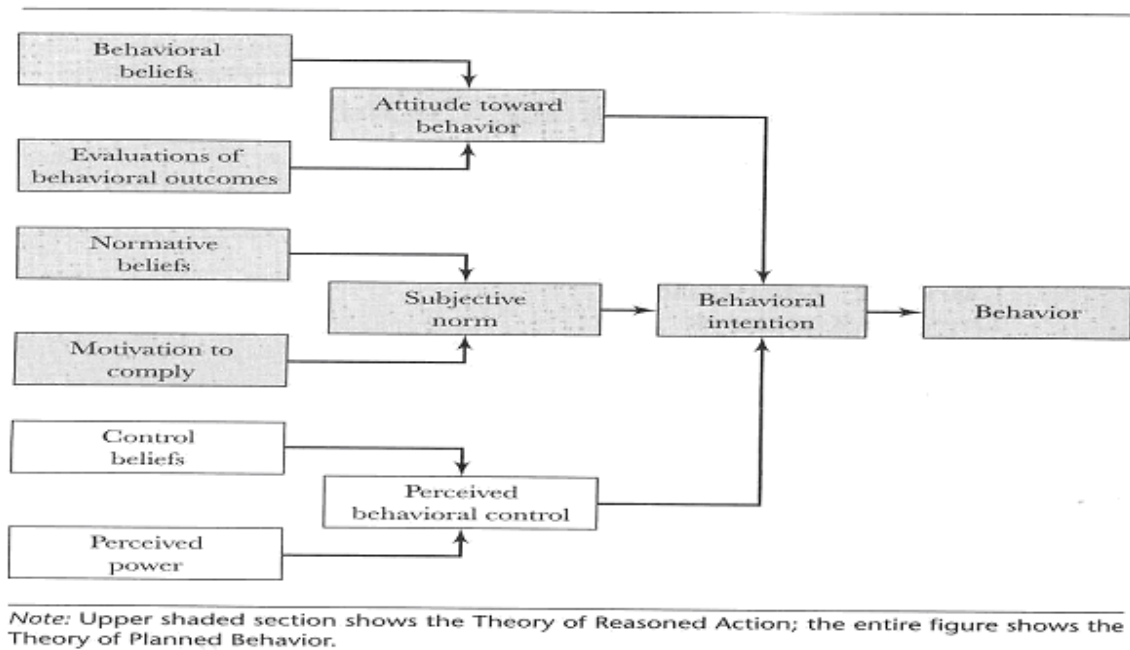 Behavioral
beliefs
Attitude toward
behavior
Evaluations of
behavioral outcomes
Normative
beliefs
Subjective
norm
Behavioral
intention
Behavior
Motivation to
comply
Control
beliefs
Perceived
behavioral control
Perceived
power
Note: Upper shaded section shows the Theory of Reasoned Action; the entire figure shows the
Theory of Planned Behavior.